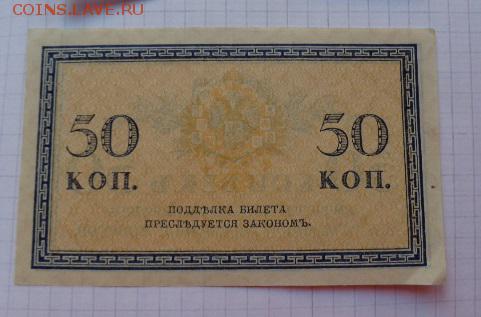 COINS.LAVE.RU
50 50
КОП. КОП.
ПОДДѢЛКА БИЛЕТА
ПРЕСЛѢДУЕТСЯ ЗАКОНОМЪ.